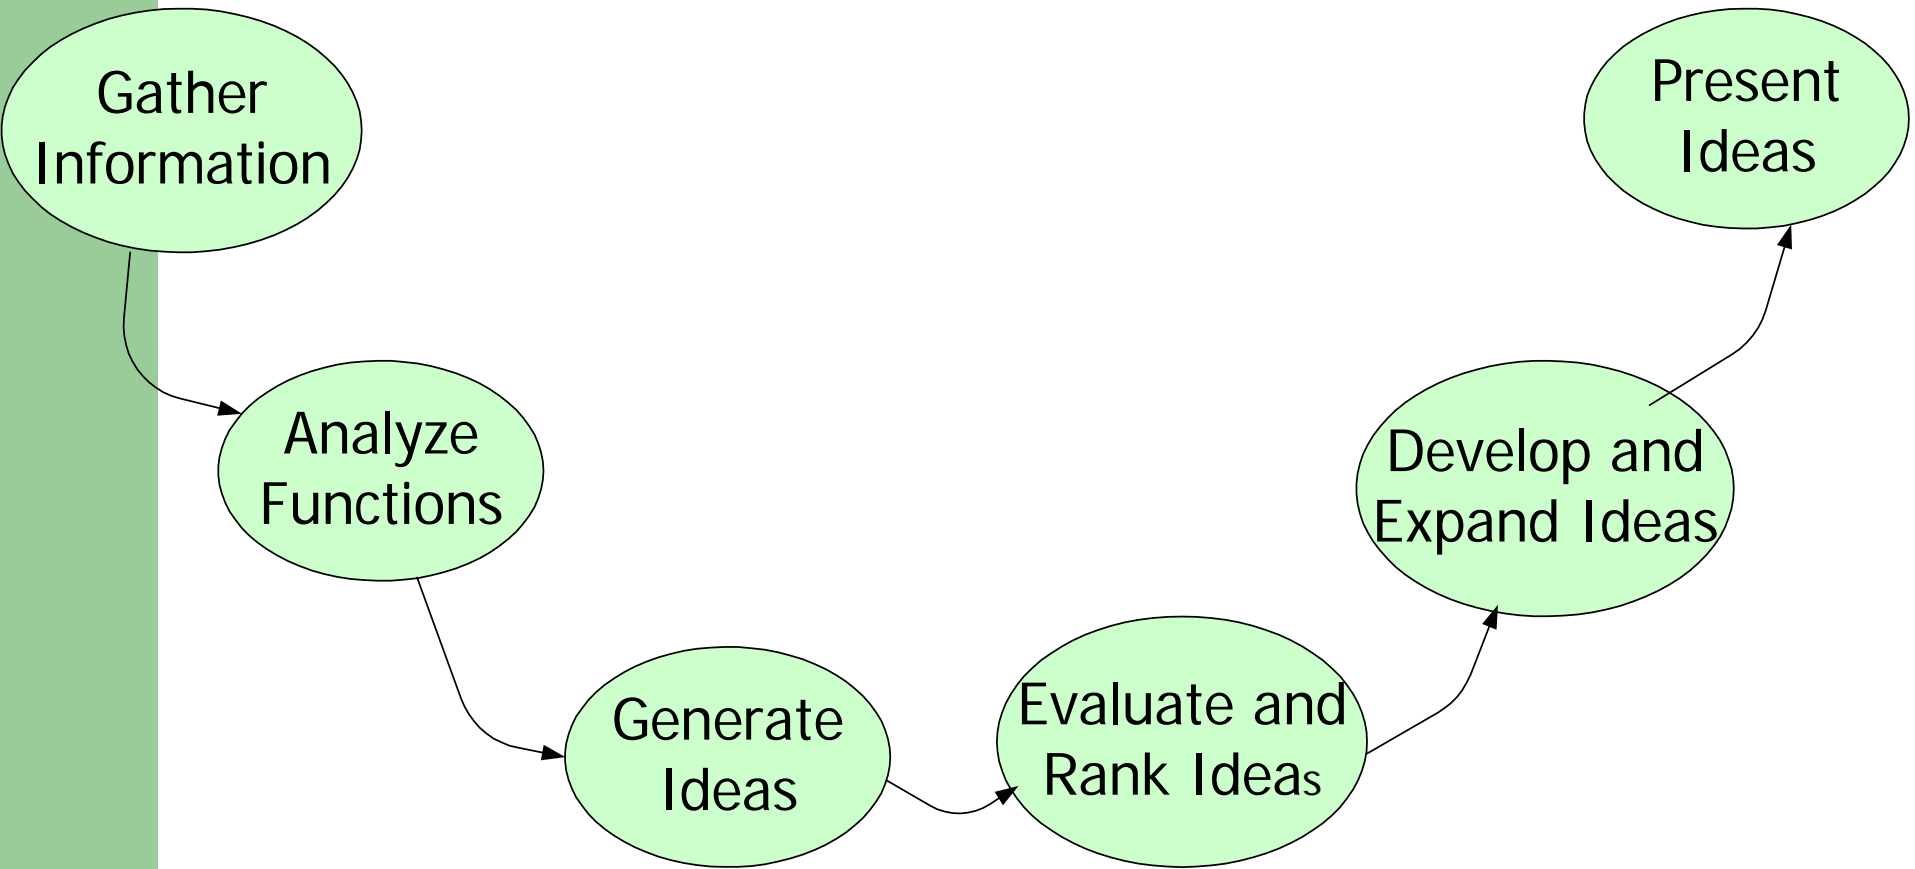 Gather
Information
Analyze
Functions
Generate
Ideas
Evaluate and
Rank Ideas
Develop and
Expand Ideas
Present
Ideas